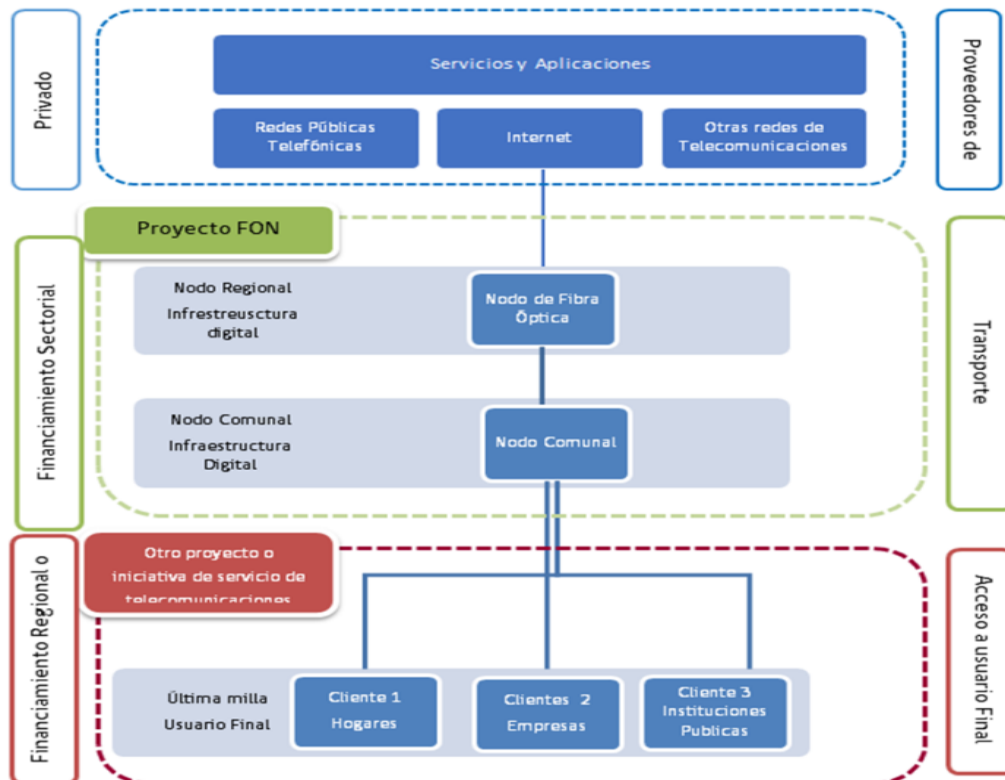 Privado
Servicios y Aplicaciones
Redes Públicas
Telefónicas
Internet
Otras redes de
Telecomunicaciones
Proveedores de
Proyecto FON
Financiamiento Sectorial
Nodo Regional
Infrestreusctura
digital
Nodo de Fibra
Óptica
Transporte
Nodo Comunal
Infraestructura
Digital
Nodo Comunal
Financiamiento Regional o
Otro proyecto o
iniciativa de servicio de
telecomunicaciones
Acceso a usuario Final
Última milla
Usuario Final
Cliente 1
Hogares
Clientes 2
Empresas
Cliente 3
Instituciones
Publicas